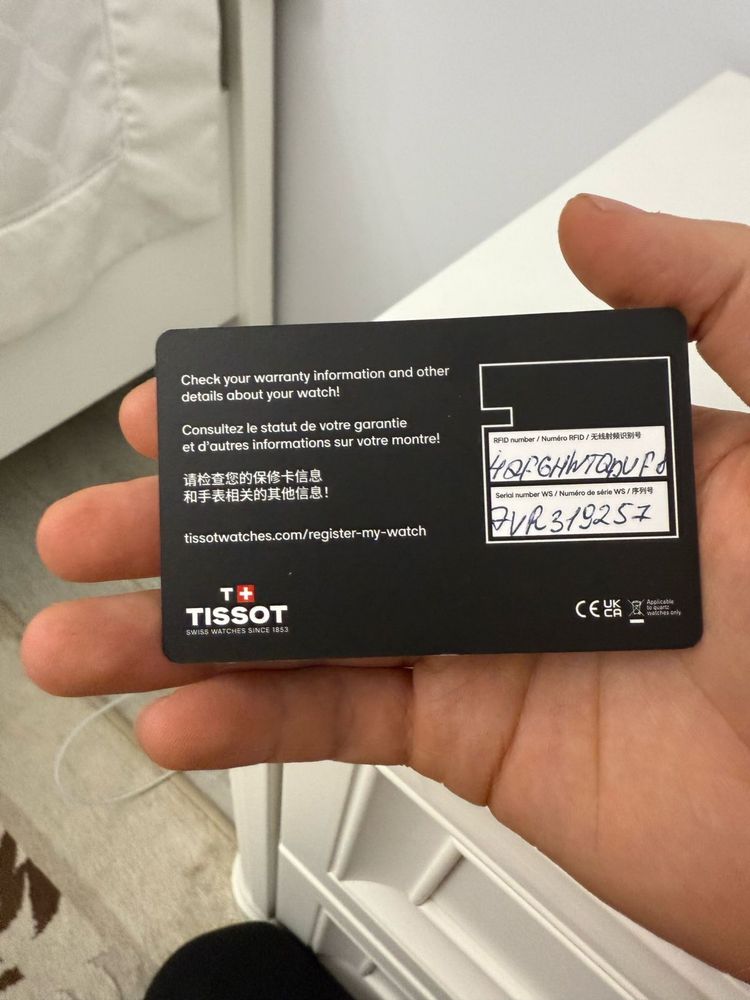 Check your warranty information and other
details about your watch!
Consultez le statut de votre garantie
et d'autres informations sur votre montre!
请检查您的保修卡信息
和手表相关的其他信息！
tissotwatches.com/register-my-watch
T+
TISSOT
SWISS WATCHES SINCE 1853
RFID number / Numéro RFID / 无线射频识别号
Serial number WS / Numéro de série WS / 序列号
7VR319257
CE UK CA
Applicable
to quartz
watches only